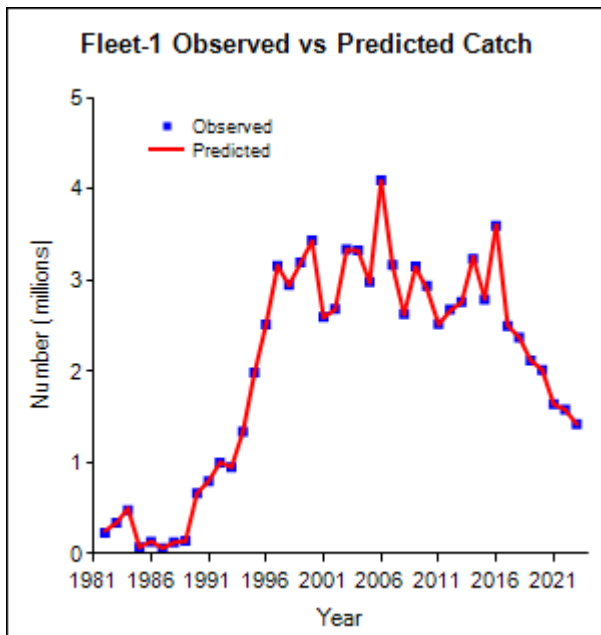 Fleet-1 Observed vs Predicted Catch
5
Observed
Predicted
4
3
2
1
0
Number (millions)
1981 1986 1991 1996 2001 2006 2011 2016 2021
Year